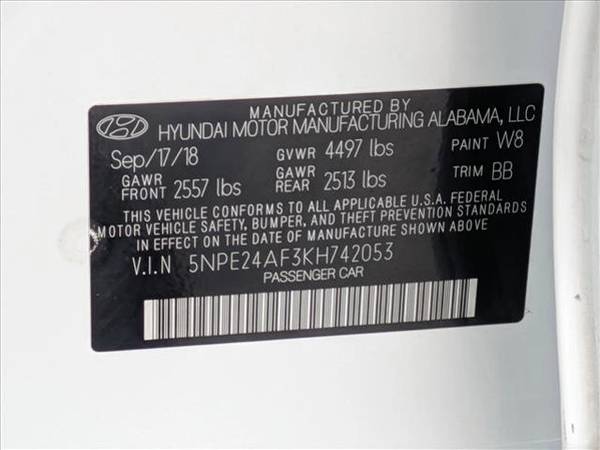 MANUFACTURED BY
HYUNDAI MOTOR MANUFACTURING ALABAMA, LLC
Sep/17/18 GVWR 4497 lbs PAINT W8
GAWR FRONT 2557 lbs GAWR REAR 2513 lbs TRIM BB
THIS VEHICLE CONFORMS TO ALL APPLICABLE U.S.A. FEDERAL
MOTOR VEHICLE SAFETY, BUMPER, AND THEFT PREVENTION STANDARDS
IN EFFECT ON THE DATE OF MANUFACTURE SHOWN ABOVE.
V.I.N 5NPE24AF3KH742053
PASSENGER CAR